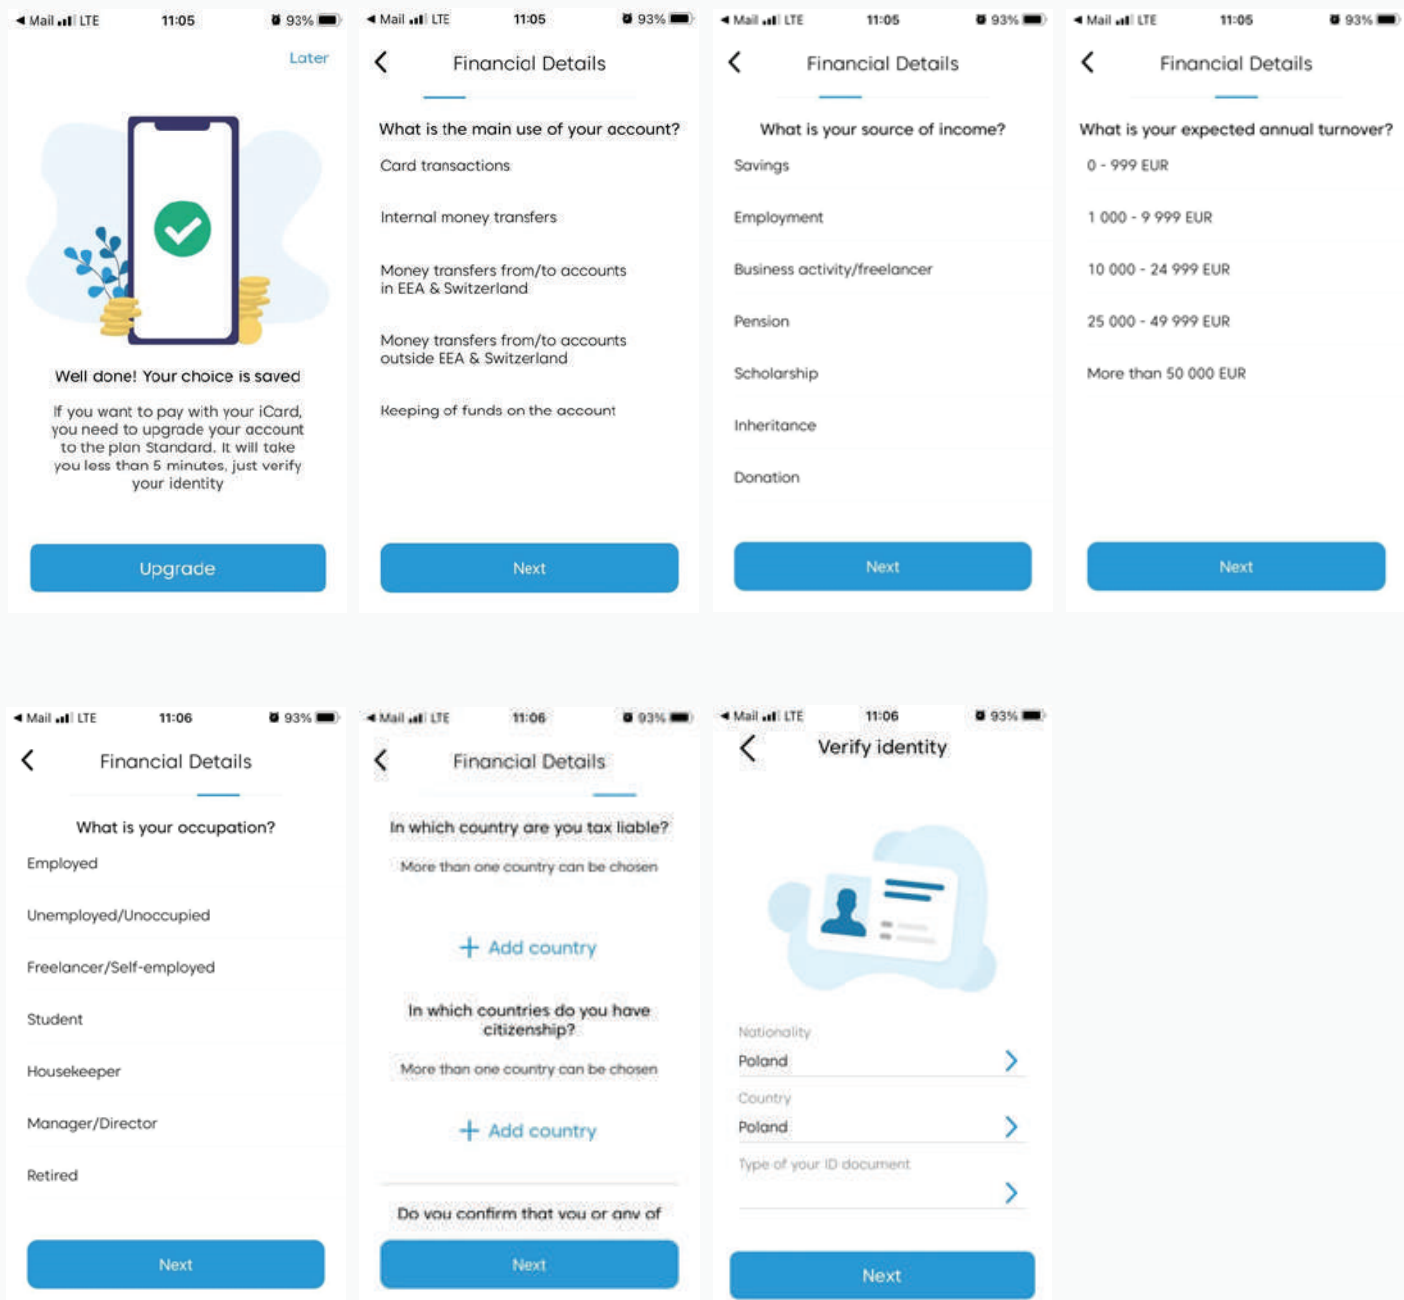 Mail LTE 11:05 93%
Later
Well done! Your choice is saved
If you want to pay with your iCard,
you need to upgrade your account
to the plan Standard. It will take
you less than 5 minutes, just verify
your identity
Upgrade
Mail LTE 11:05 93%
Financial Details
What is the main use of your account?
Card transactions
Internal money transfers
Money transfers from/to accounts
in EEA & Switzerland
Money transfers from/to accounts
outside EEA & Switzerland
Keeping of funds on the account
Next
Mail LTE 11:05 93%
Financial Details
What is your source of income?
Savings
Employment
Business activity/freelancer
Pension
Scholarship
Inheritance
Donation
Next
Mail LTE 11:05 93%
Financial Details
What is your expected annual turnover?
0 - 999 EUR
1 000 - 9 999 EUR
10 000 - 24 999 EUR
25 000 - 49 999 EUR
More than 50 000 EUR
Next
Mail LTE 11:06 93%
Financial Details
What is your occupation?
Employed
Unemployed/Unoccupied
Freelancer/Self-employed
Student
Housekeeper
Manager/Director
Retired
Next
Mail LTE 11:06 93%
Financial Details
In which country are you tax liable?
More than one country can be chosen
+ Add country
In which countries do you have
citizenship?
More than one country can be chosen
+ Add country
Do you confirm that you or any of
Next
Mail LTE 11:06 93%
Verify identity
Nationality
Poland
Country
Poland
Type of your ID document
Next